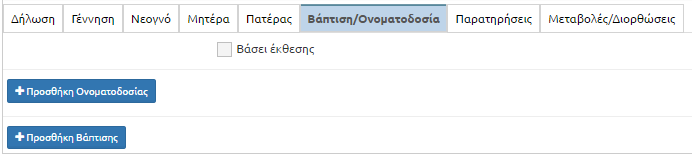 Δήλωση Γέννηση Νεογνό Μητέρα Πατέρας Βάπτιση/Ονοματοδοσία Παρατηρήσεις Μεταβολές/Διορθώσεις
Βάσει έκθεσης
+ Προσθήκη Ονοματοδοσίας
+ Προσθήκη Βάπτισης